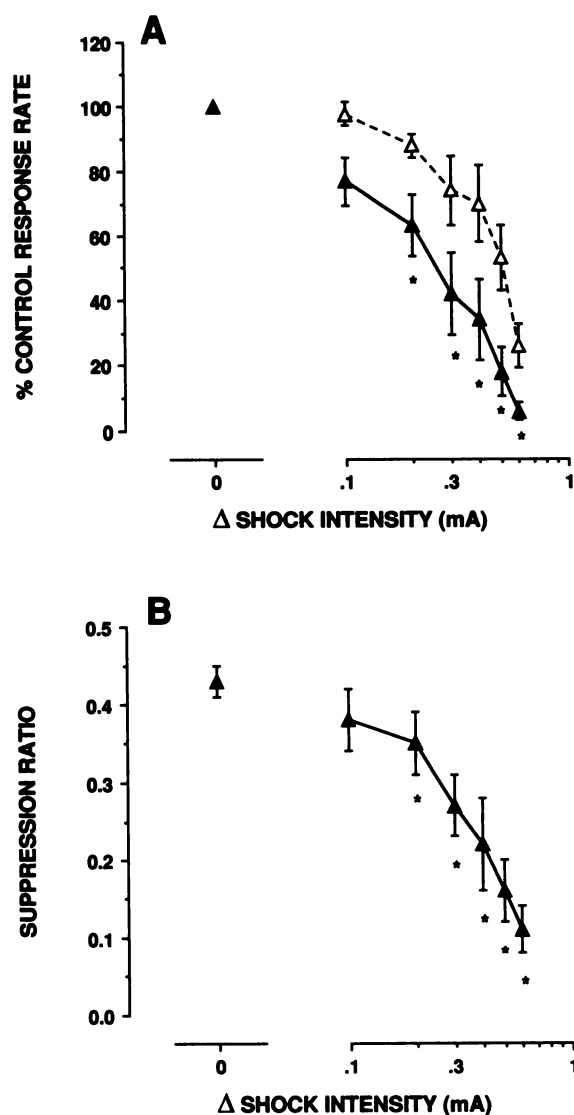 A
120
100
80
60
40
20
0
% CONTROL RESPONSE RATE
* * * * *
0 .1 .3 1
Δ SHOCK INTENSITY (mA)
B
0.5
0.4
0.3
0.2
0.1
0.0
SUPPRESSION RATIO
* * * * *
0 .1 .3 1
Δ SHOCK INTENSITY (mA)